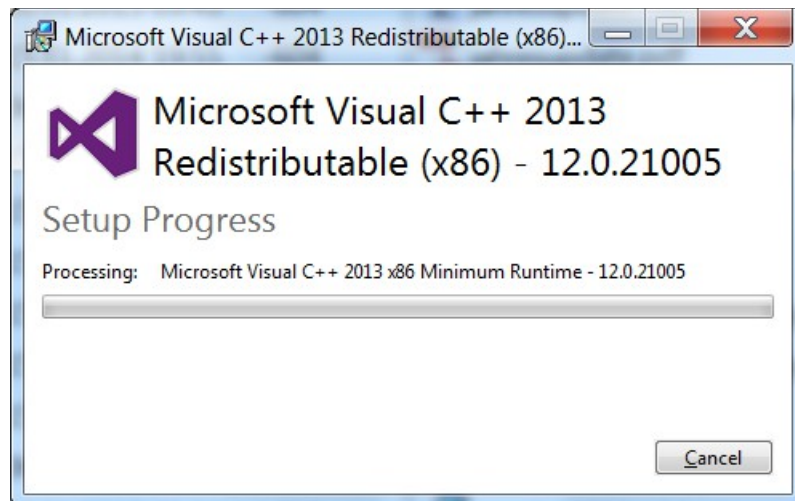 Microsoft Visual C++ 2013 Redistributable (x86)...
Microsoft Visual C++ 2013
Redistributable (x86) - 12.0.21005
Setup Progress
Processing: Microsoft Visual C++ 2013 x86 Minimum Runtime - 12.0.21005
Cancel